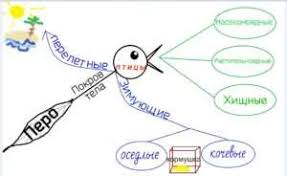 перелетные
птицы
Насекомоядные
Растительноядные
Хищные
Покров
тела
Перо
зимующие
оседлые
кормушка
кочевые